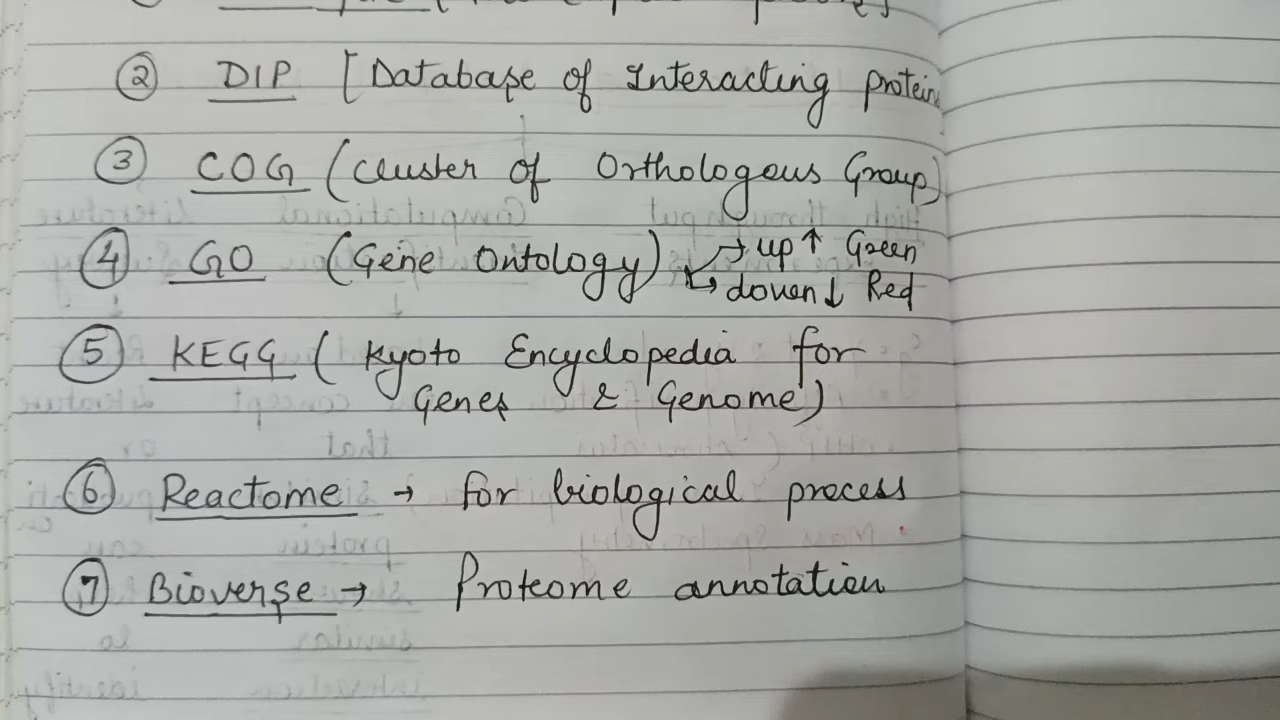 ② DIP [Database of Interacting protein
③ COG (Cluster of Orthologous Group)
④ GO (Gene Ontology) → up ↑ Green
↳ down ↓ Red
⑤ KEGG ( Kyoto Encyclopedia for
Genes & Genome)
⑥ Reactome → for biological process
⑦ Bioverse → Proteome annotation